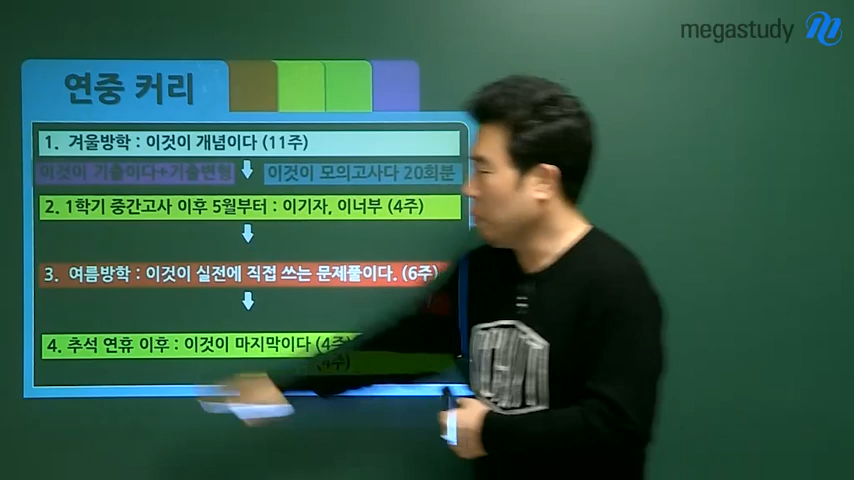 megastudy
연중 커리
1. 겨울방학 : 이것이 개념이다 (11주)
이것이 기출이다+기출변형
이것이 모의고사다 20회분
2. 1학기 중간고사 이후 5월부터 : 이기자, 이너부 (4주)
3. 여름방학 : 이것이 실전에 직접 쓰는 문제풀이다. (6주)
4. 추석 연휴 이후 : 이것이 마지막이다 (4주)
(4주)